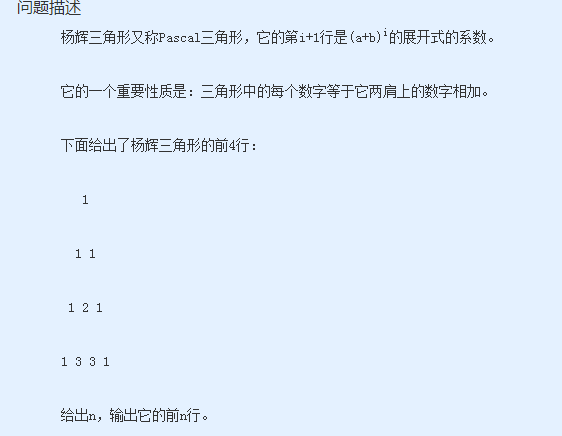 问题描述
杨辉三角形又称Pascal三角形，它的第i+1行是(a+b)ⁱ的展开式的系数。
它的一个重要性质是：三角形中的每个数字等于它两肩上的数字相加。
下面给出了杨辉三角形的前4行：
1
1 1
1 2 1
1 3 3 1
给出n，输出它的前n行。